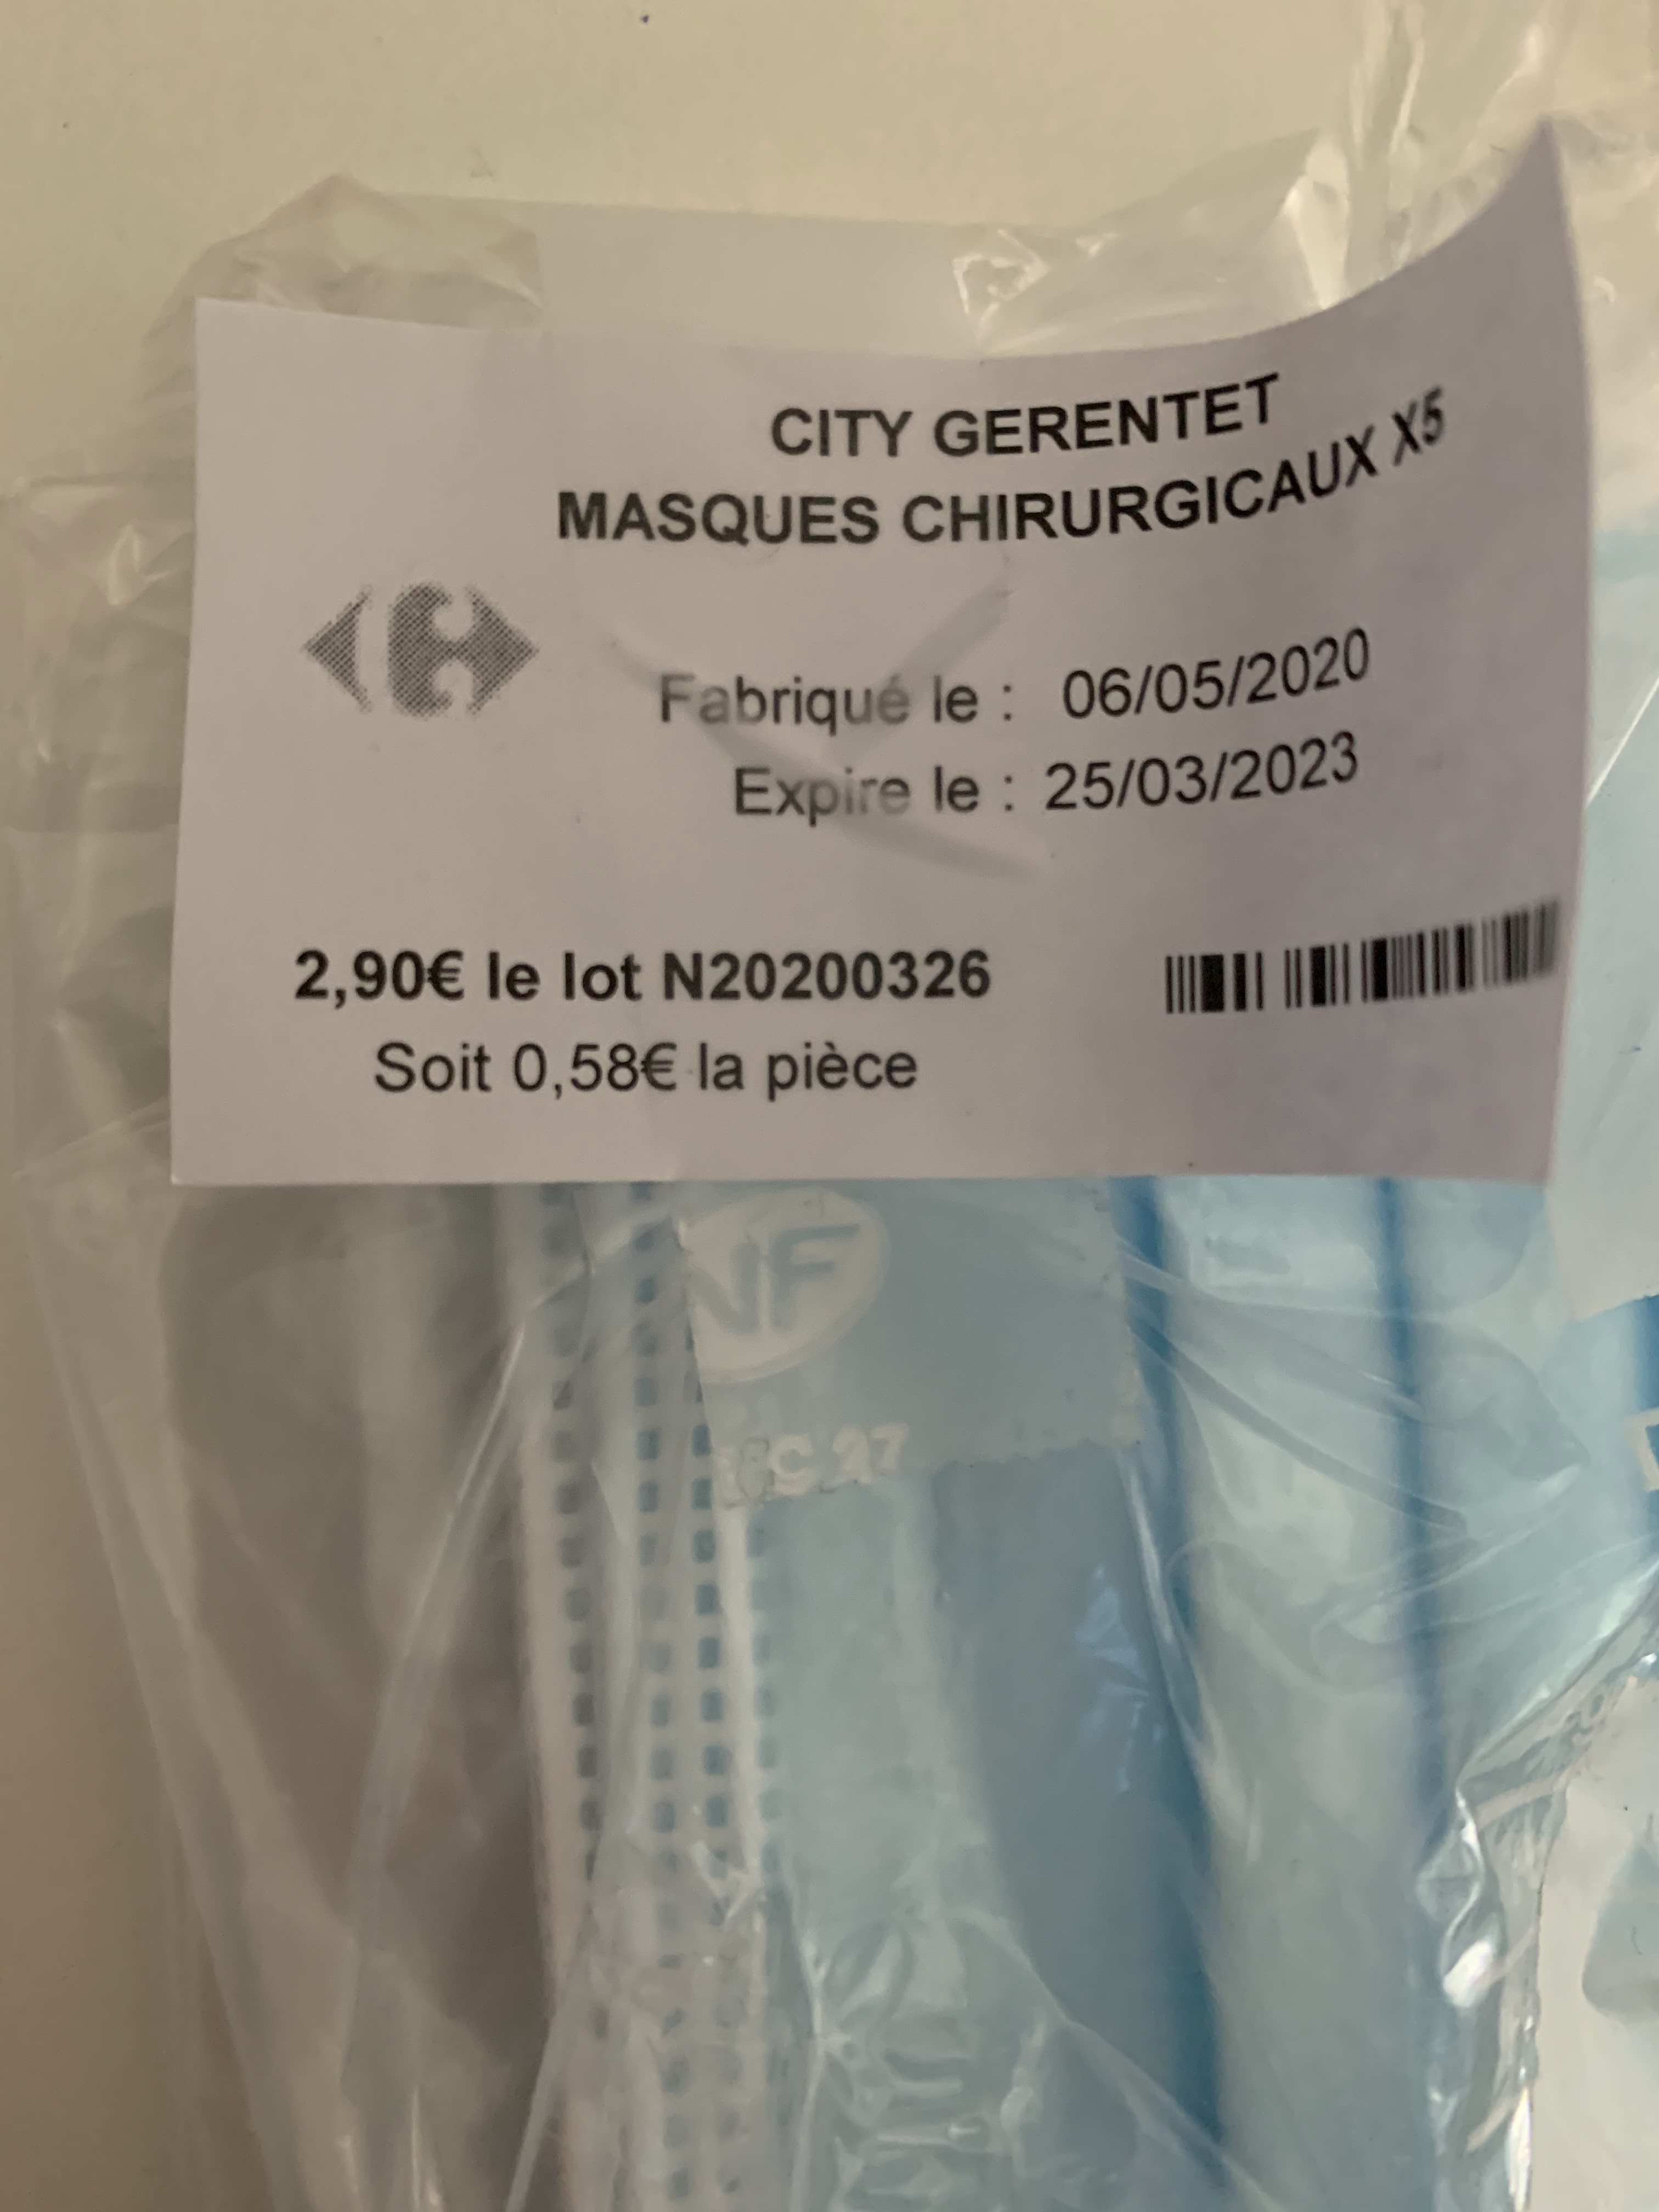 CITY GERENTET
MASQUES CHIRURGICAUX X5
Fabriqué le : 06/05/2020
Expire le : 25/03/2023
2,90€ le lot N20200326
Soit 0,58€ la pièce
NF